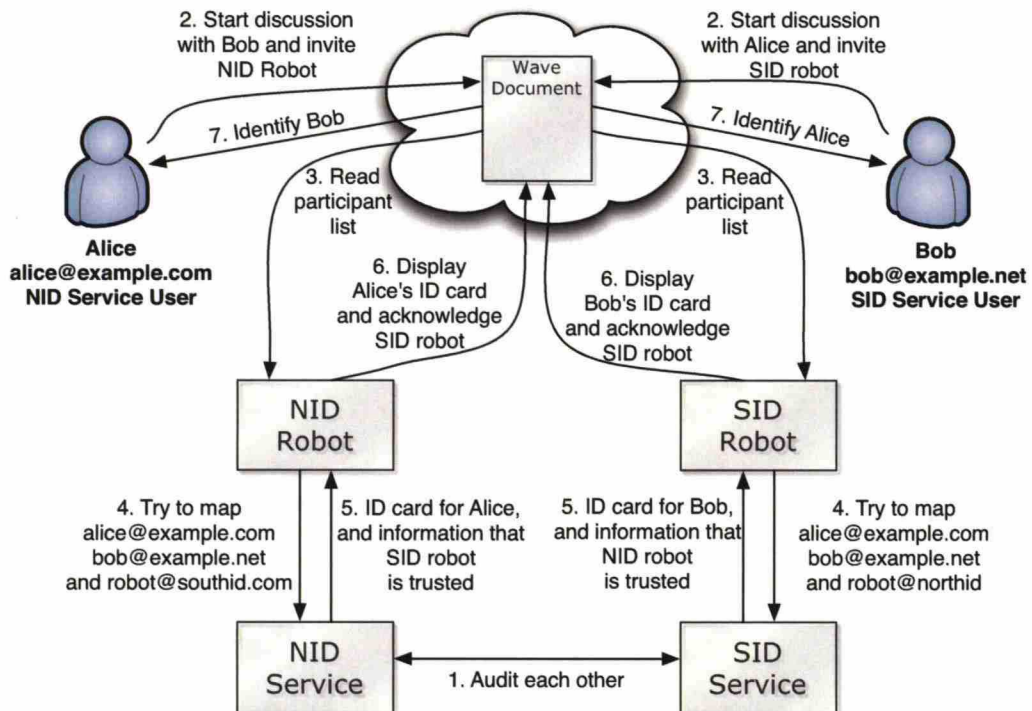 2. Start discussion
with Bob and invite
NID Robot
2. Start discussion
with Alice and invite
SID robot
Wave
Document
7. Identify Bob
7. Identify Alice
3. Read
participant
list
3. Read
participant
list
Alice
alice@example.com
NID Service User
Bob
bob@example.net
SID Service User
6. Display
Alice's ID card
and acknowledge
SID robot
6. Display
Bob's ID card
and acknowledge
SID robot
NID
Robot
SID
Robot
4. Try to map
alice@example.com
bob@example.net
and robot@southid.com
5. ID card for Alice,
and information that
SID robot
is trusted
5. ID card for Bob,
and information that
NID robot
is trusted
4. Try to map
alice@example.com
bob@example.net
and robot@northid
NID
Service
1. Audit each other
SID
Service